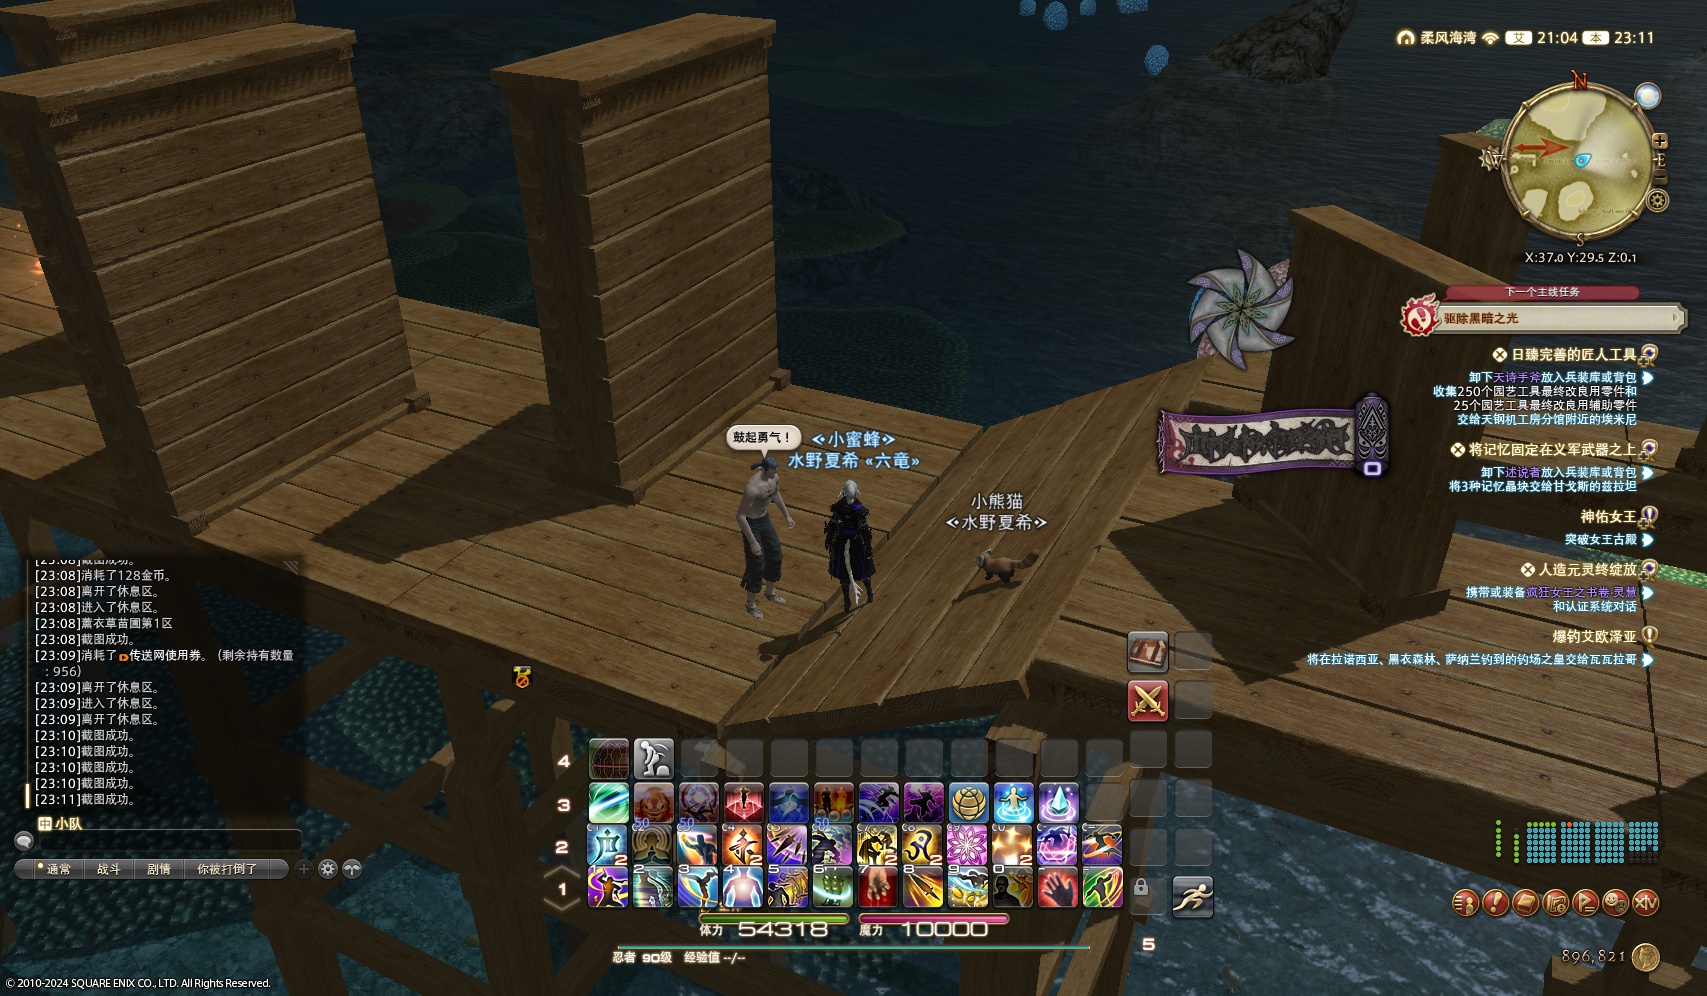 柔风海湾 艾 21:04 本 23:11
N
E
S
X:37.0 Y:29.5 Z:0.1
下一个主线任务
驱除黑暗之光
日臻完善的匠人工具
卸下天诗手斧放入兵装库或背包
收集250个园艺工具最终改良用零件和
25个园艺工具最终改良用辅助零件
交给天钢机工房分馆附近的埃米尼
将记忆固定在义军武器之上
卸下述说者放入兵装库或背包
将3种记忆晶块交给甘戈斯的兹拉坦
神佑女王
突破女王古殿
人造元灵终绽放
携带或装备疯狂女王之书卷·灵慧
和认证系统对话
爆钓艾欧泽亚
将在拉诺西亚、黑衣森林、萨纳兰钓到的钓场之皇交给瓦瓦拉哥
鼓起勇气！
小蜜蜂
水野夏希 «六竜»
小熊猫
水野夏希
[23:08]截图成功。
[23:08]消耗了128金币。
[23:08]离开了休息区。
[23:08]进入了休息区。
[23:08]薰衣草苗圃第1区
[23:08]截图成功。
[23:09]消耗了传送网使用券。（剩余持有数量
：956）
[23:09]离开了休息区。
[23:09]进入了休息区。
[23:09]离开了休息区。
[23:10]截图成功。
[23:10]截图成功。
[23:10]截图成功。
[23:10]截图成功。
[23:11]截图成功。
中 小队
通常 战斗 剧情 你被打倒了
4
3
2
1
体力 54318 魔力 10000
5
忍者 90级 经验值 --/--
896,821
© 2010-2024 SQUARE ENIX CO., LTD. All Rights Reserved.